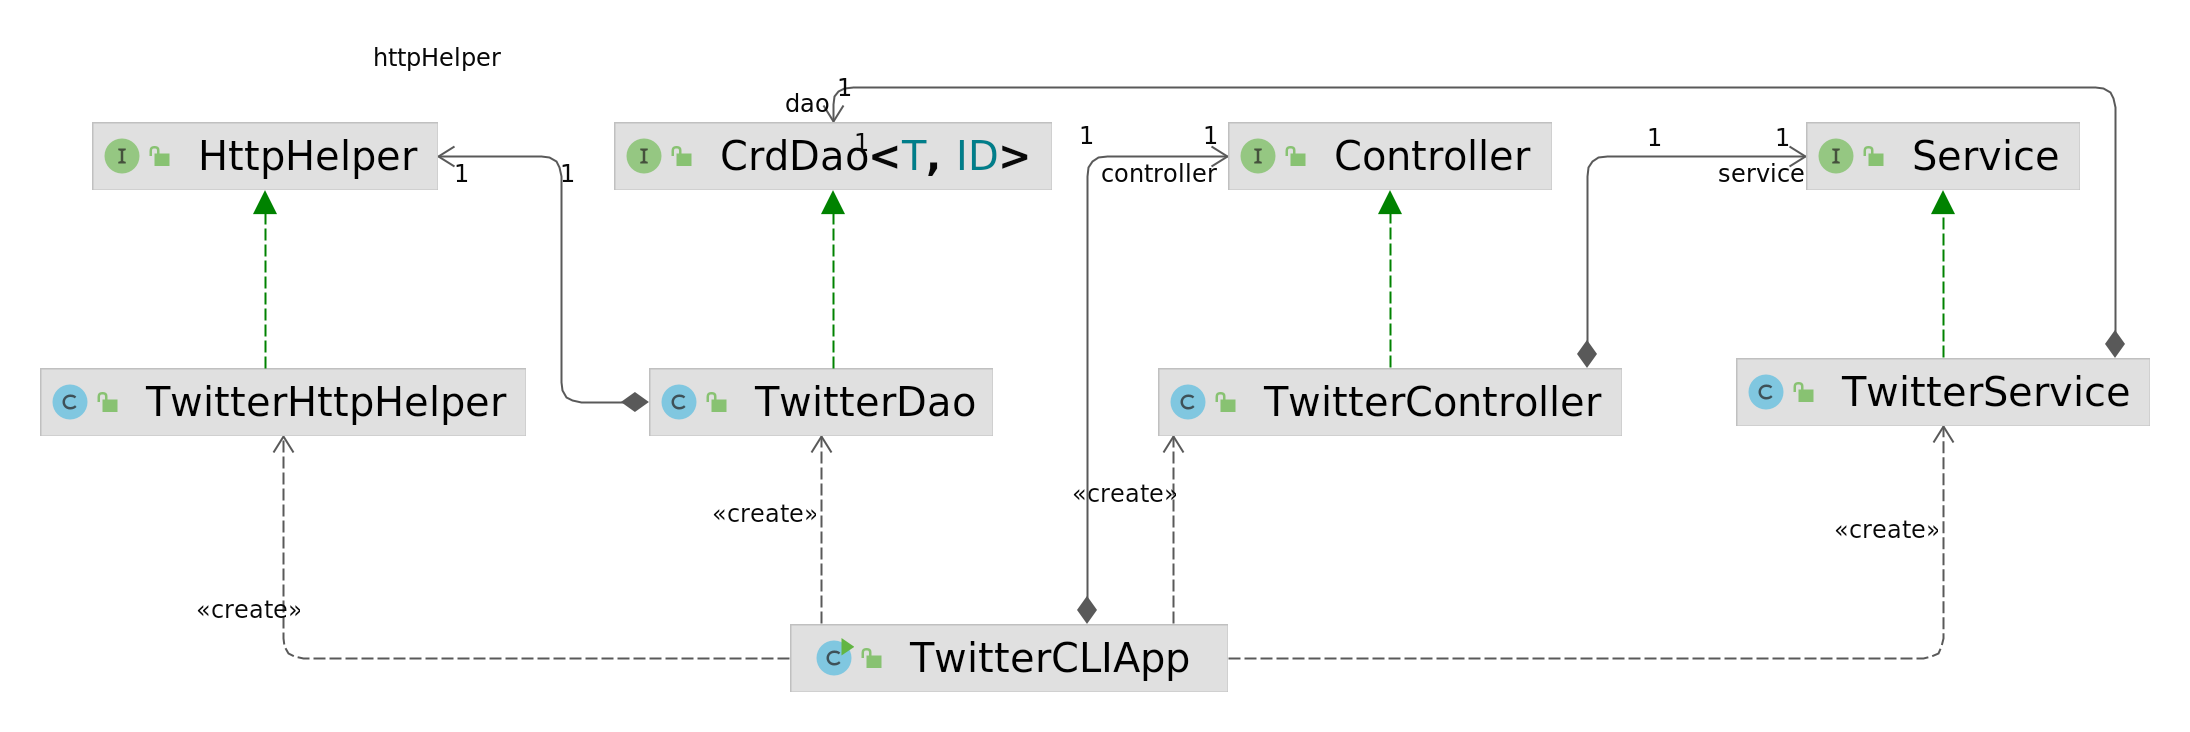 httpHelper
1
dao
1
1
1
1
1
I HttpHelper
I CrdDao<T, ID>
I Controller
I Service
1
1
controller
service
C TwitterHttpHelper
C TwitterDao
C TwitterController
C TwitterService
«create»
«create»
«create»
«create»
C TwitterCLIApp